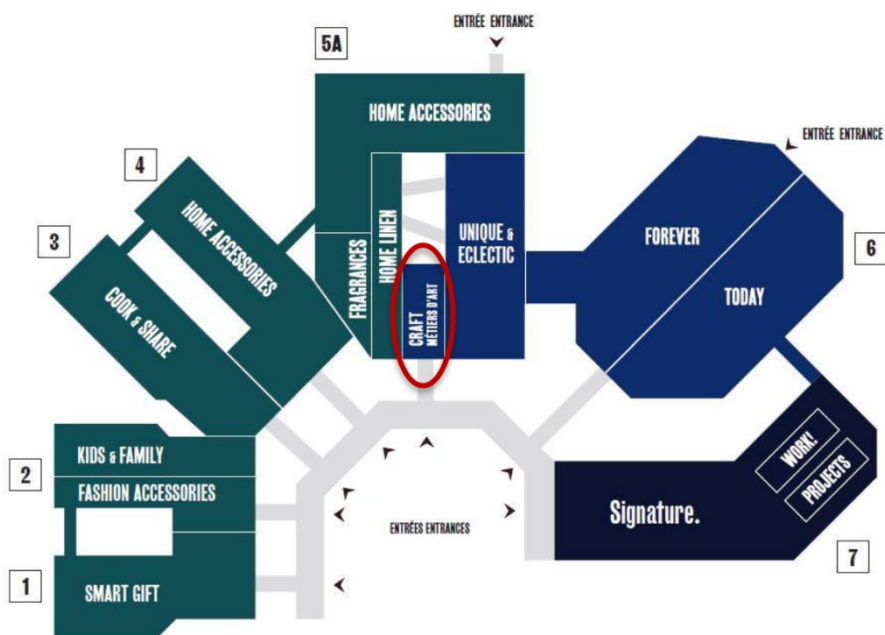 ENTRÉE ENTRANCE
5A
HOME ACCESSORIES
ENTRÉE ENTRANCE
4
HOME ACCESSORIES
3
COOK & SHARE
FRAGRANCES
HOME LINEN
CRAFT
MÉTIERS D'ART
UNIQUE &
ECLECTIC
FOREVER
TODAY
6
KIDS & FAMILY
2
FASHION ACCESSORIES
1
SMART GIFT
ENTRÉES ENTRANCES
Signature.
WORK!
PROJECTS
7